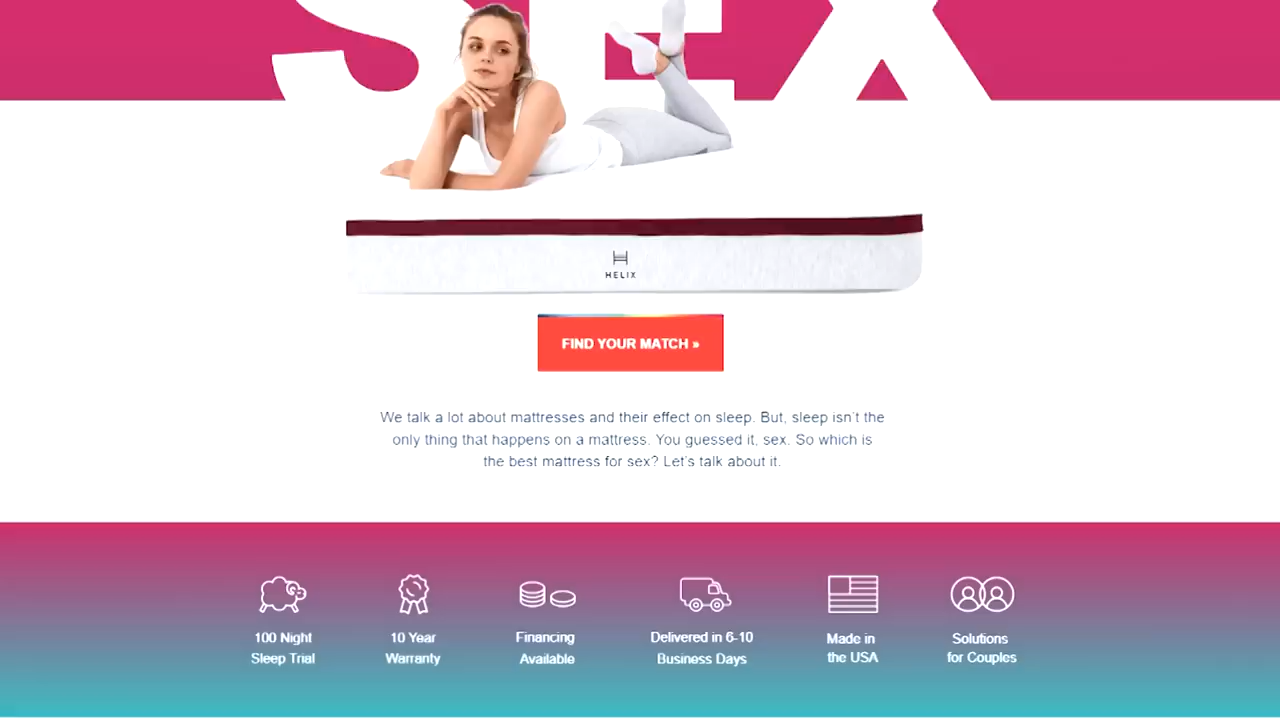 SEX
HELIX
FIND YOUR MATCH »
We talk a lot about mattresses and their effect on sleep. But, sleep isn't the
only thing that happens on a mattress. You guessed it, sex. So which is
the best mattress for sex? Let's talk about it.
100 Night
Sleep Trial
10 Year
Warranty
Financing
Available
Delivered in 6-10
Business Days
Made in
the USA
Solutions
for Couples